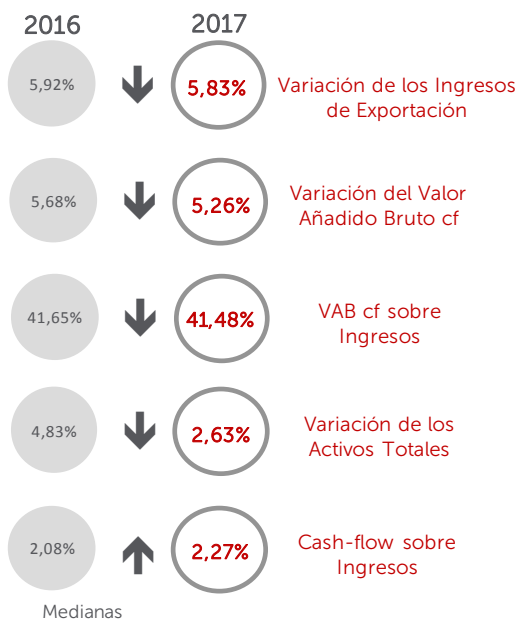 2016
2017
5,92%
5,83%
Variación de los Ingresos
de Exportación
5,68%
5,26%
Variación del Valor
Añadido Bruto cf
41,65%
41,48%
VAB cf sobre
Ingresos
4,83%
2,63%
Variación de los
Activos Totales
2,08%
2,27%
Cash-flow sobre
Ingresos
Medianas